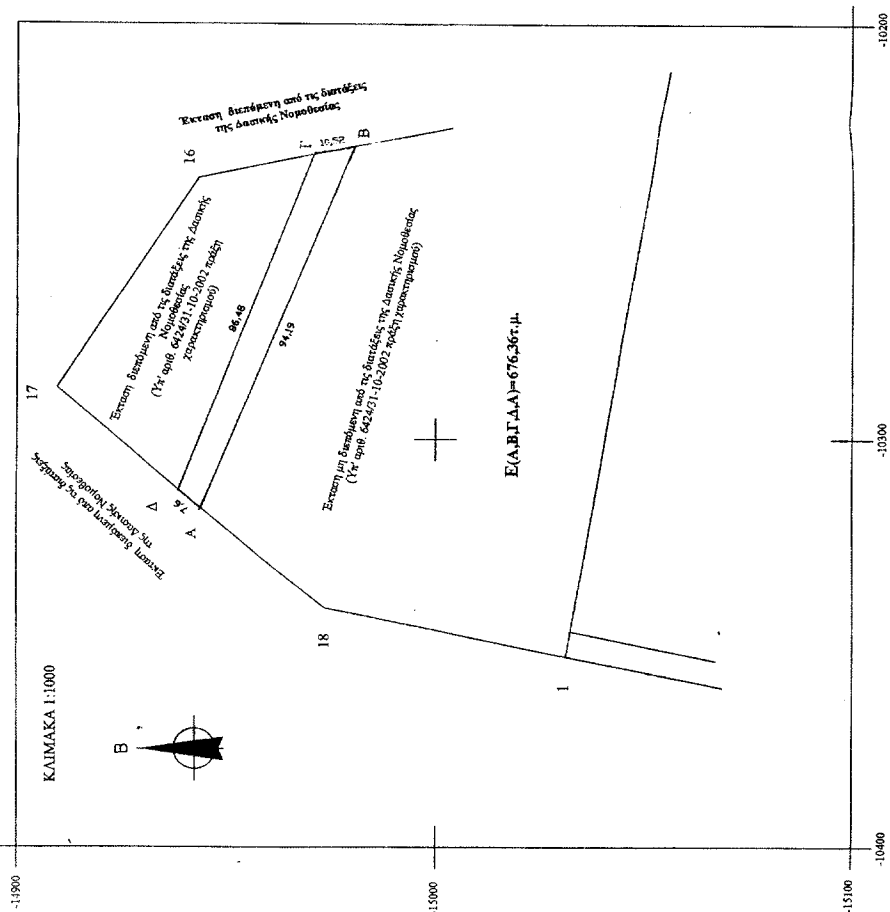 -10200
-10300
-10400
-14900
-15000
-15100
ΚΛΙΜΑΚΑ 1:1000
Β
Έκταση διεπόμενη από τις διατάξεις
της Δασικής Νομοθεσίας
16
17
18
1
Έκταση διεπόμενη από τις διατάξεις της Δασικής
Νομοθεσίας
(Υπ' αριθ. 6424/31-10-2002 πράξη
χαρακτηρισμού)
Έκταση διεπόμενη από τις διατάξεις
της Δασικής Νομοθεσίας
Δ
7,6
Α
Γ
10,52
Β
86,48
94,19
Έκταση μη διεπόμενη από τις διατάξεις της Δασικής Νομοθεσίας
(Υπ' αριθ. 6424/31-10-2002 πράξη χαρακτηρισμού)
Ε(Α,Β,Γ,Δ,Α)=676,36τ.μ.